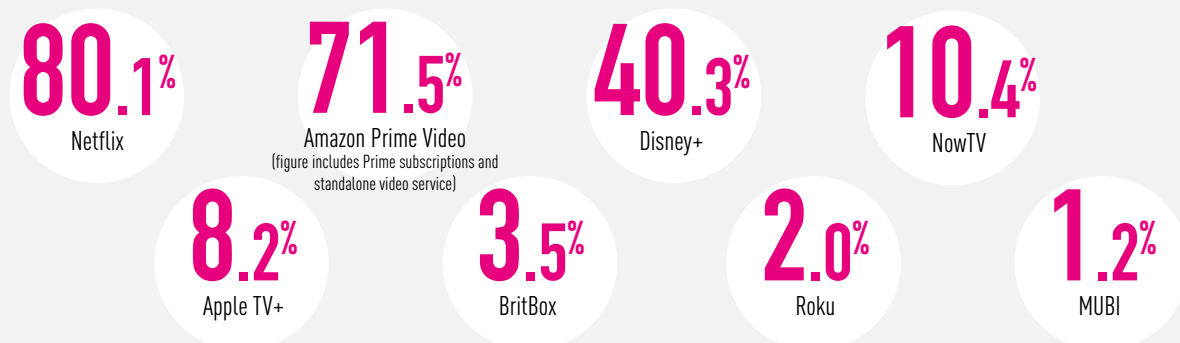 80.1%
Netflix
71.5%
Amazon Prime Video
(figure includes Prime subscriptions and
standalone video service)
40.3%
Disney+
10.4%
NowTV
8.2%
Apple TV+
3.5%
BritBox
2.0%
Roku
1.2%
MUBI